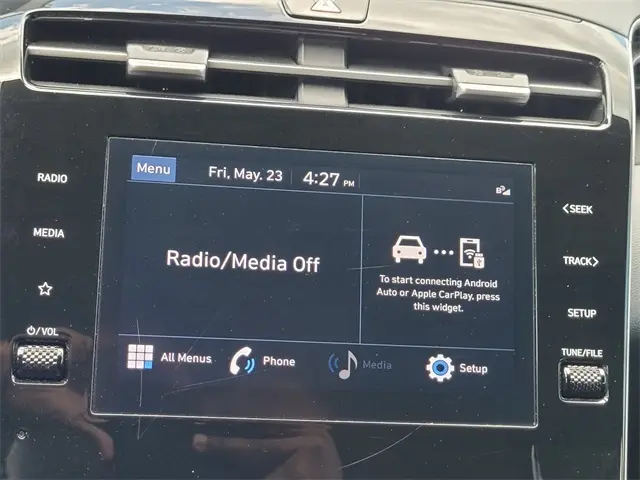 Menu
Fri, May. 23
4:27 PM
RADIO
MEDIA
⏻/VOL
Radio/Media Off
To start connecting Android
Auto or Apple CarPlay, press
this widget.
All Menus
Phone
Media
Setup
<SEEK
TRACK>
SETUP
TUNE/FILE